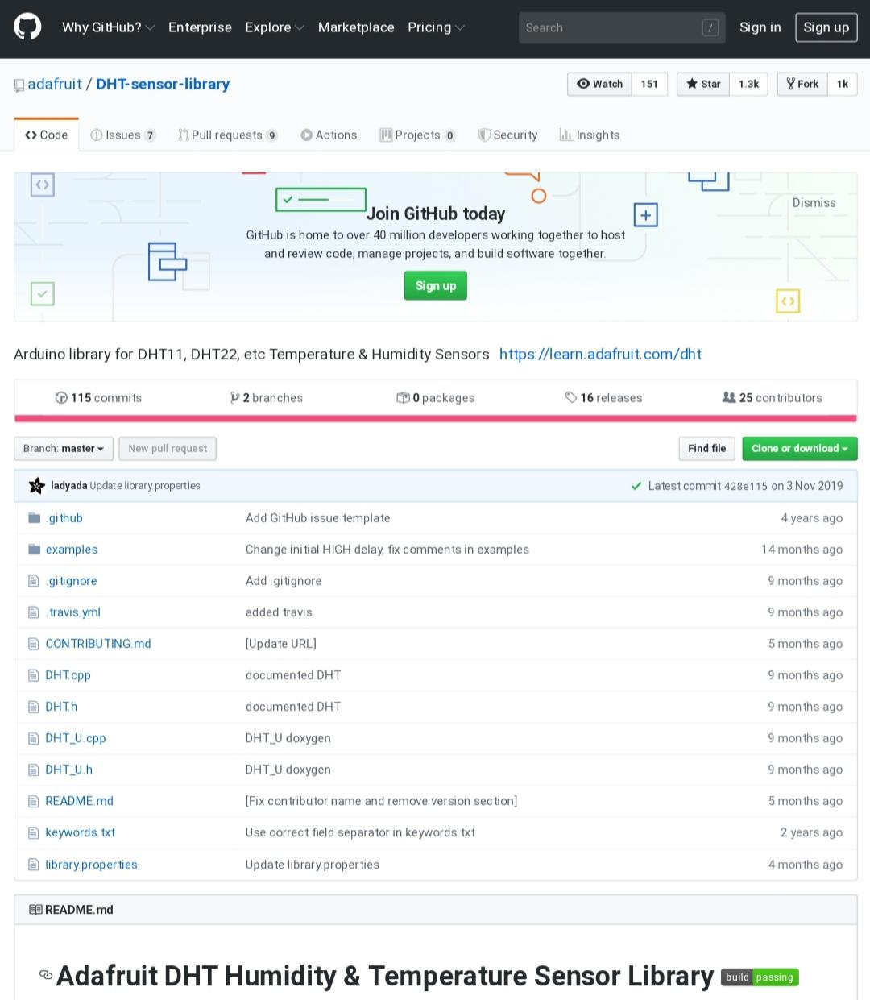 Why GitHub? Enterprise Explore Marketplace Pricing Search / Sign in Sign up
adafruit / DHT-sensor-library Watch 151 Star 1.3k Fork 1k
Code Issues 7 Pull requests 9 Actions Projects 0 Security Insights
Dismiss
Join GitHub today
GitHub is home to over 40 million developers working together to host
and review code, manage projects, and build software together.
Sign up
Arduino library for DHT11, DHT22, etc Temperature & Humidity Sensors https://learn.adafruit.com/dht
115 commits 2 branches 0 packages 16 releases 25 contributors
Branch: master New pull request Find file Clone or download
ladyada Update library.properties Latest commit 428e115 on 3 Nov 2019
.github Add GitHub issue template 4 years ago
examples Change initial HIGH delay, fix comments in examples 14 months ago
.gitignore Add .gitignore 9 months ago
.travis.yml added travis 9 months ago
CONTRIBUTING.md [Update URL] 5 months ago
DHT.cpp documented DHT 9 months ago
DHT.h documented DHT 9 months ago
DHT_U.cpp DHT_U doxygen 9 months ago
DHT_U.h DHT_U doxygen 9 months ago
README.md [Fix contributor name and remove version section] 5 months ago
keywords.txt Use correct field separator in keywords.txt 2 years ago
library.properties Update library.properties 4 months ago
README.md
Adafruit DHT Humidity & Temperature Sensor Library build passing